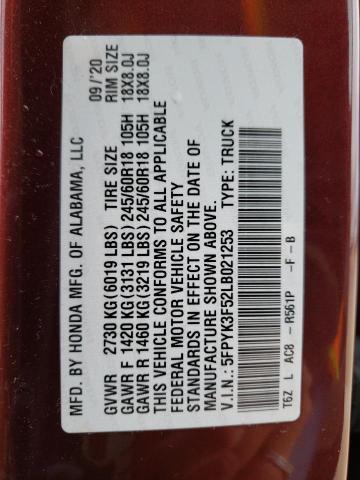 MFD. BY HONDA MFG. OF ALABAMA, LLC 09/'20
GVWR 2730 KG(6019 LBS) TIRE SIZE RIM SIZE
GAWR F 1420 KG(3131 LBS) 245/60R18 105H 18X8.0J
GAWR R 1460 KG(3219 LBS) 245/60R18 105H 18X8.0J
THIS VEHICLE CONFORMS TO ALL APPLICABLE
FEDERAL MOTOR VEHICLE SAFETY
STANDARDS IN EFFECT ON THE DATE OF
MANUFACTURE SHOWN ABOVE.
V.I.N.: 5FPYK3F52LB021253 TYPE: TRUCK
T6Z L AC8 - R561P -F - B